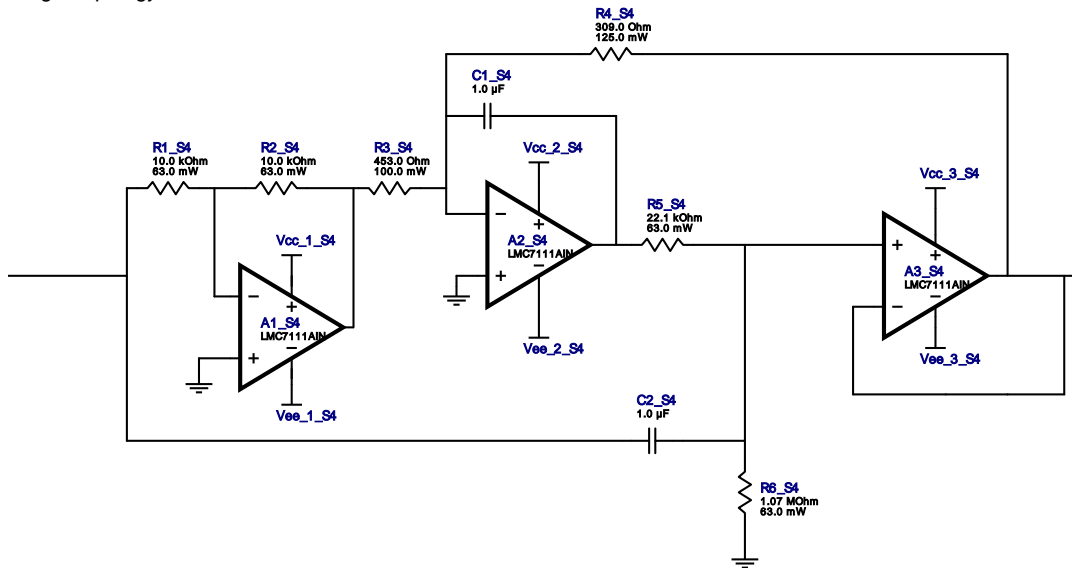 R4_S4
309.0 Ohm
125.0 mW
C1_S4
1.0 µF
R1_S4
10.0 kOhm
63.0 mW
R2_S4
10.0 kOhm
63.0 mW
R3_S4
453.0 Ohm
100.0 mW
Vcc_2_S4
Vcc_3_S4
R5_S4
22.1 kOhm
63.0 mW
A2_S4
LMC7111AIN
Vcc_1_S4
A3_S4
LMC7111AIN
A1_S4
LMC7111AIN
Vee_2_S4
Vee_3_S4
Vee_1_S4
C2_S4
1.0 µF
R6_S4
1.07 MOhm
63.0 mW